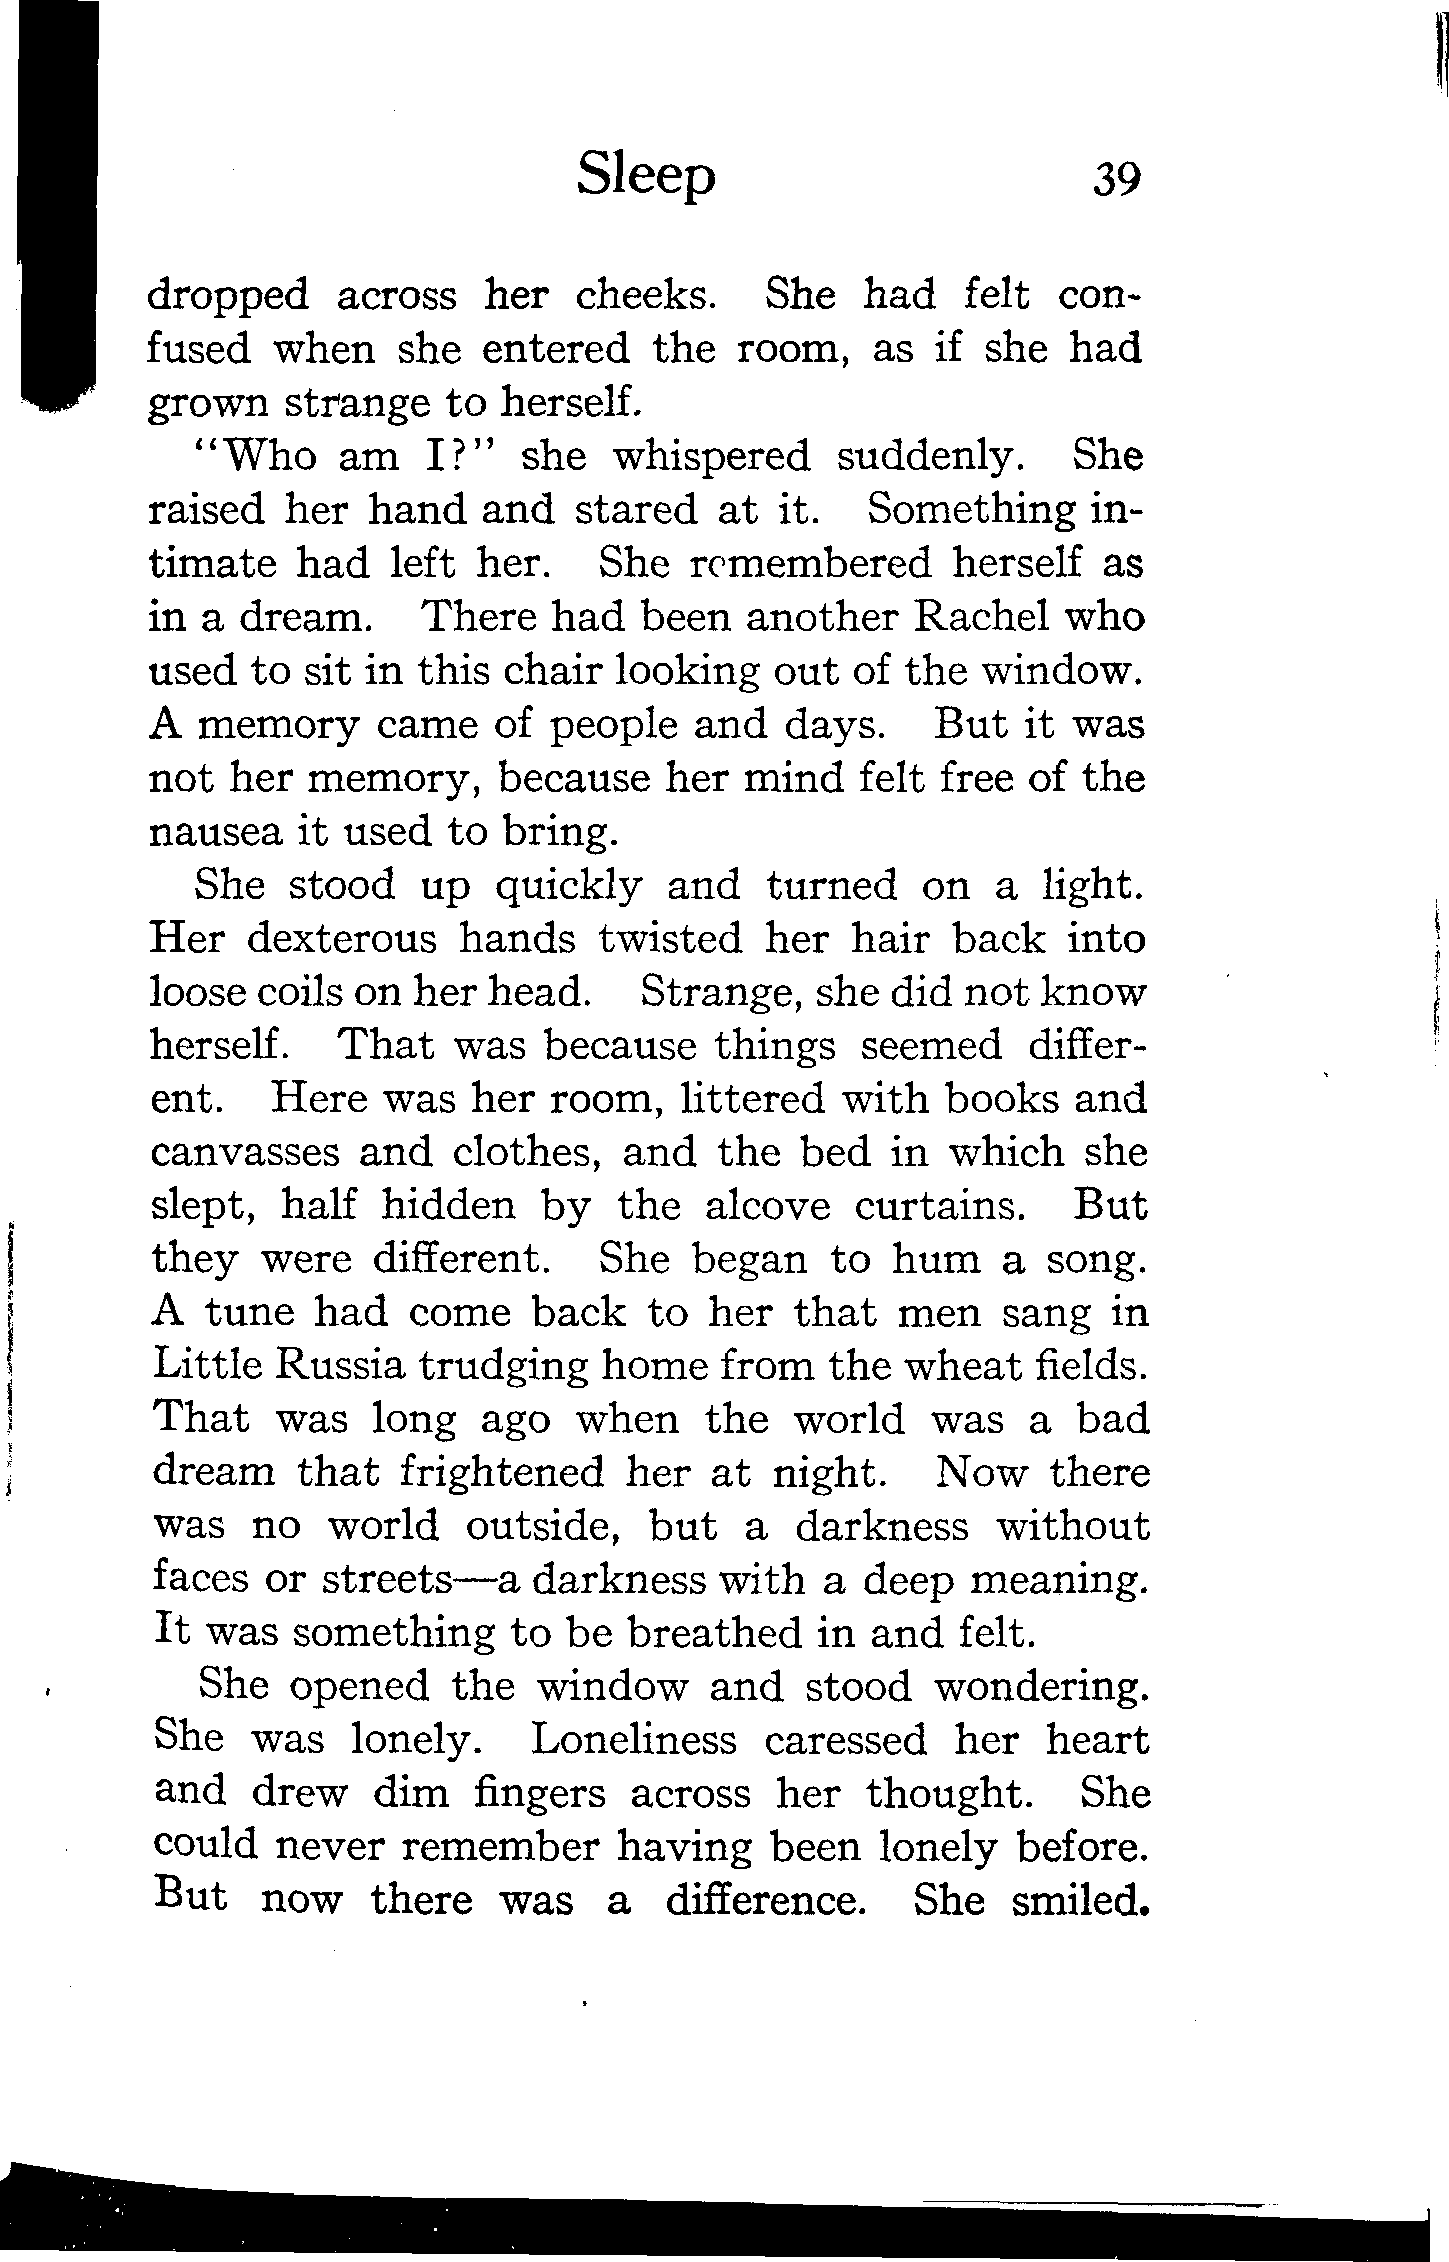 Sleep 39
dropped across her cheeks. She had felt con-
fused when she entered the room, as if she had
grown strange to herself.
"Who am I?" she whispered suddenly. She
raised her hand and stared at it. Something in-
timate had left her. She remembered herself as
in a dream. There had been another Rachel who
used to sit in this chair looking out of the window.
A memory came of people and days. But it was
not her memory, because her mind felt free of the
nausea it used to bring.
She stood up quickly and turned on a light.
Her dexterous hands twisted her hair back into
loose coils on her head. Strange, she did not know
herself. That was because things seemed differ-
ent. Here was her room, littered with books and
canvasses and clothes, and the bed in which she
slept, half hidden by the alcove curtains. But
they were different. She began to hum a song.
A tune had come back to her that men sang in
Little Russia trudging home from the wheat fields.
That was long ago when the world was a bad
dream that frightened her at night. Now there
was no world outside, but a darkness without
faces or streets—a darkness with a deep meaning.
It was something to be breathed in and felt.
She opened the window and stood wondering.
She was lonely. Loneliness caressed her heart
and drew dim fingers across her thought. She
could never remember having been lonely before.
But now there was a difference. She smiled.